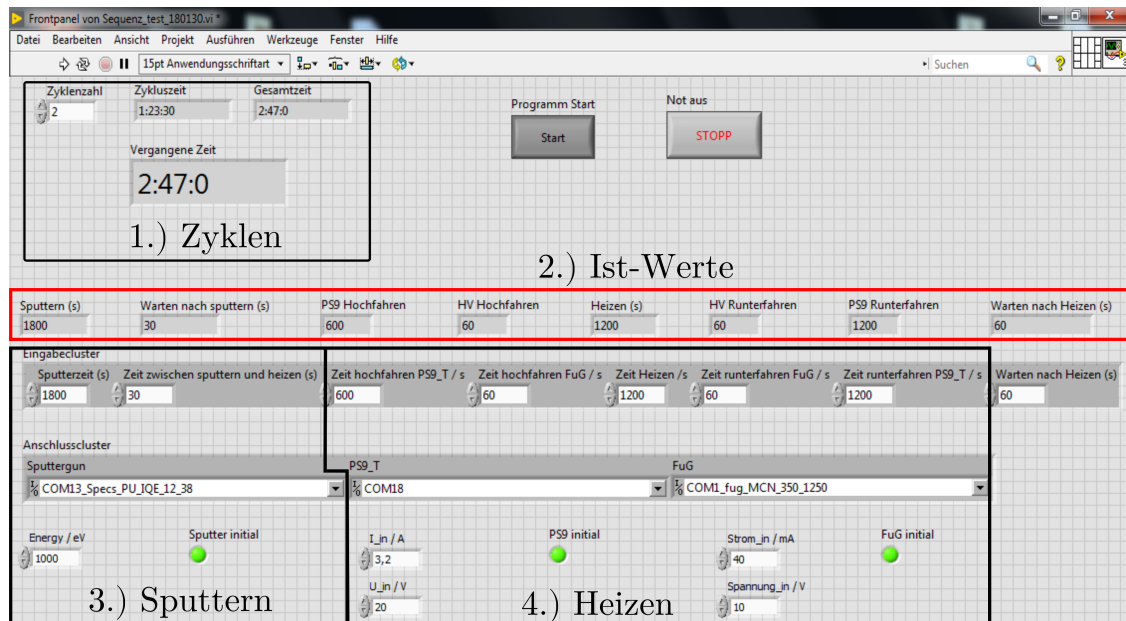 Frontpanel von Sequenz_test_180130.vi *
Datei Bearbeiten Ansicht Projekt Ausführen Werkzeuge Fenster Hilfe
15pt Anwendungsschriftart Suchen
Zyklenzahl Zykluszeit Gesamtzeit
2 1:23:30 2:47:0
Vergangene Zeit
2:47:0
1.) Zyklen
Programm Start Not aus
Start STOPP
2.) Ist-Werte
Sputtern (s) Warten nach sputtern (s) PS9 Hochfahren HV Hochfahren Heizen (s) HV Runterfahren PS9 Runterfahren Warten nach Heizen (s)
1800 30 600 60 1200 60 1200 60
Eingabecluster
Sputterzeit (s) Zeit zwischen sputtern und heizen (s) Zeit hochfahren PS9_T / s Zeit hochfahren FuG / s Zeit Heizen /s Zeit runterfahren FuG / s Zeit runterfahren PS9_T / s Warten nach Heizen (s)
1800 30 600 60 1200 60 1200 60
Anschlusscluster
Sputtergun PS9_T FuG
COM13_Specs_PU_IQE_12_38 COM18 COM1_fug_MCN_350_1250
Energy / eV Sputter initial I_in / A PS9 initial Strom_in / mA FuG initial
1000 3,2 40
U_in / V Spannung_in / V
20 10
3.) Sputtern 4.) Heizen